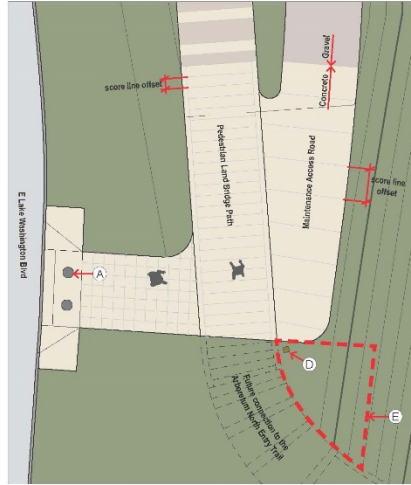 score line offset
Gravel
Concrete
Pedestrian Land Bridge Path
Maintenance Access Road
score line
offset
E Lake Washington Blvd
A
D
E
Future connection to the
Arboretum North Entry Trail